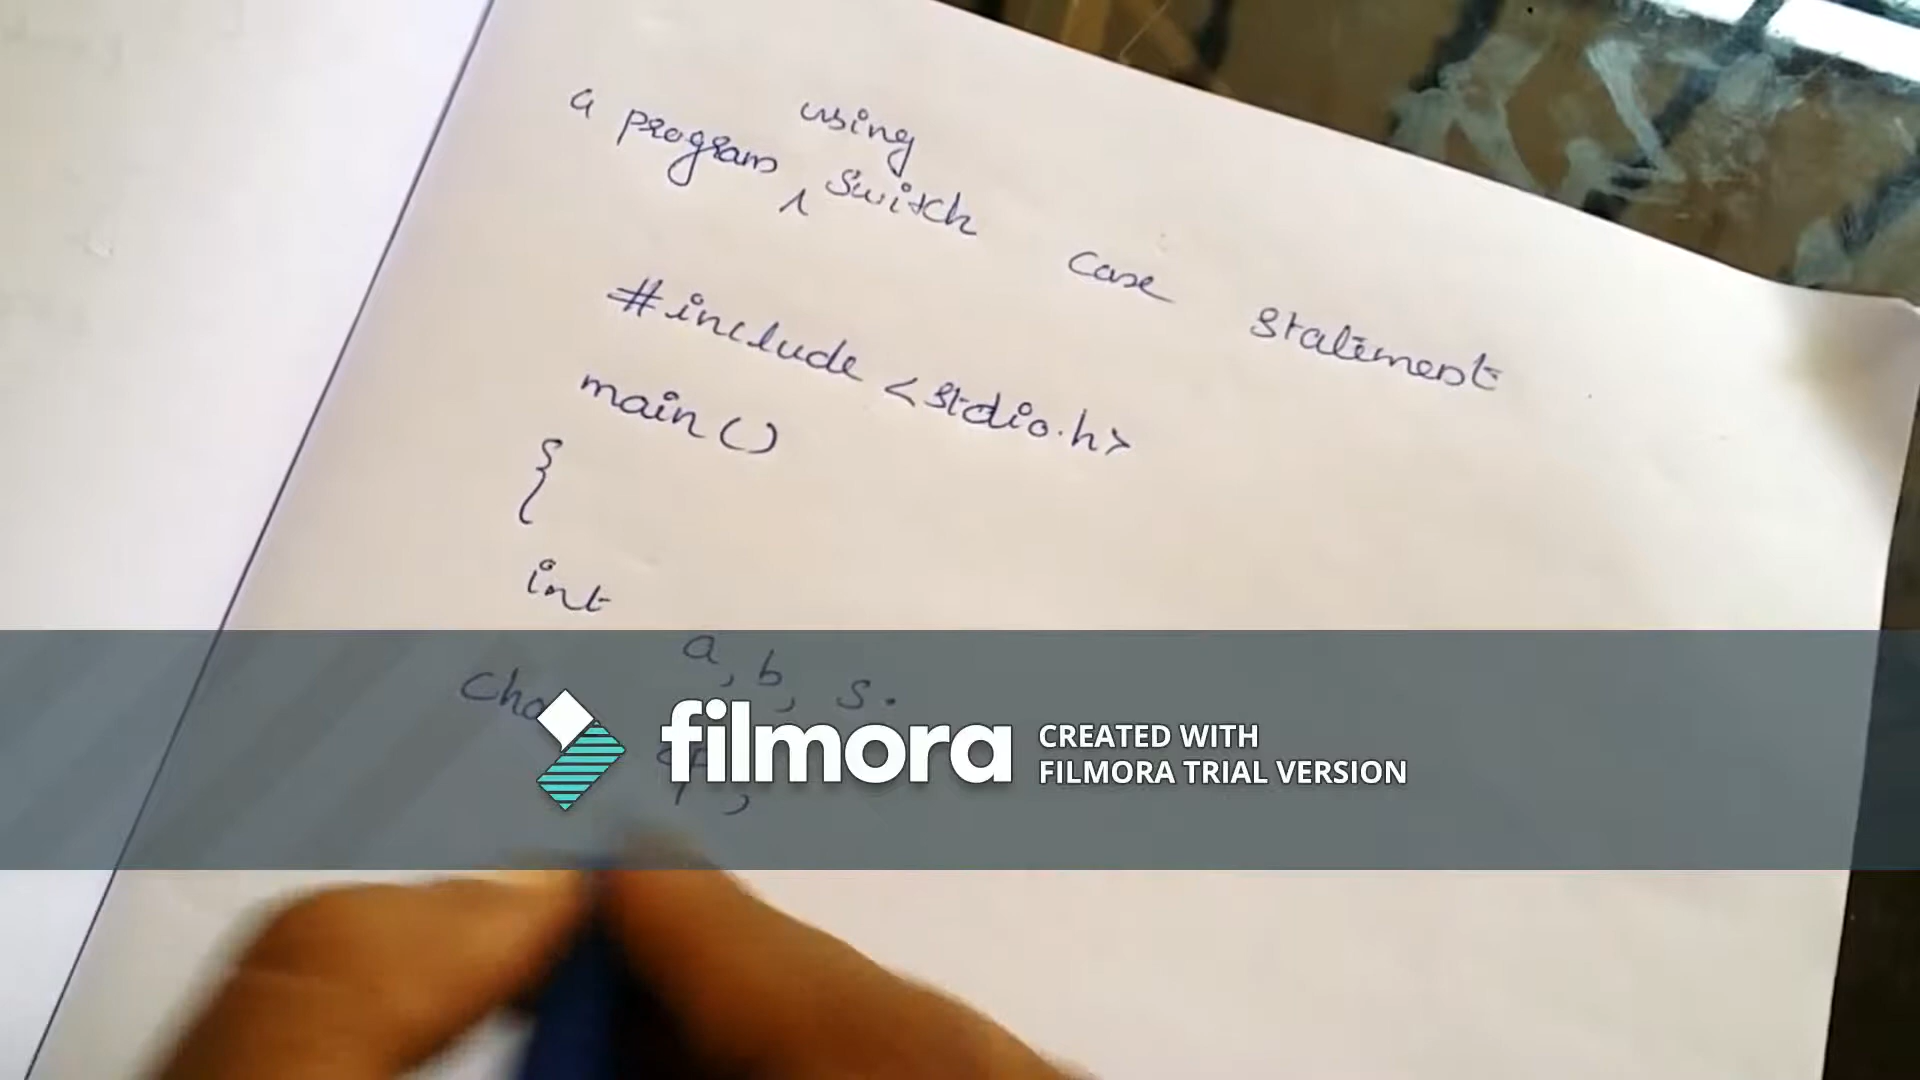 a program using switch case statement
#include <stdio.h>
main()
{
int a, b, s.
filmora
CREATED WITH
FILMORA TRIAL VERSION